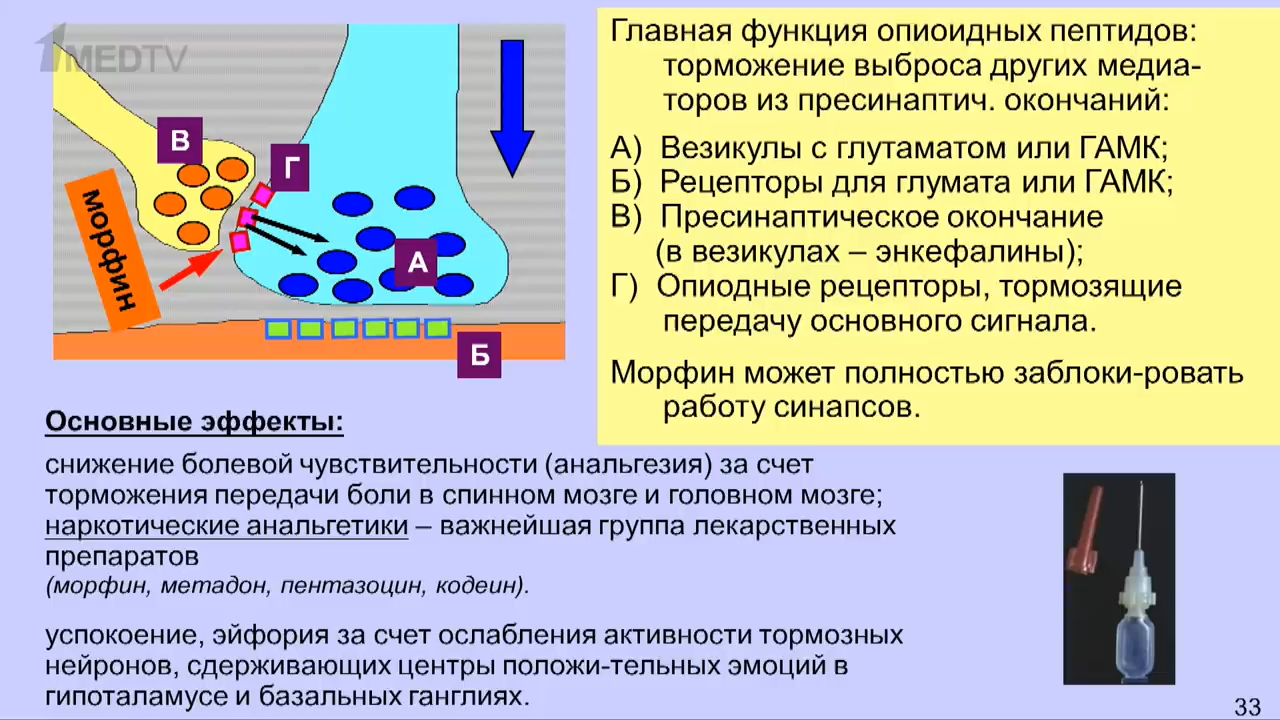 1MEDTV
В
Г
морфин
А
Б
Главная функция опиоидных пептидов:
торможение выброса других медиа-
торов из пресинаптич. окончаний:
А) Везикулы с глутаматом или ГАМК;
Б) Рецепторы для глумата или ГАМК;
В) Пресинаптическое окончание
(в везикулах – энкефалины);
Г) Опиодные рецепторы, тормозящие
передачу основного сигнала.
Морфин может полностью заблоки-ровать
работу синапсов.
Основные эффекты:
снижение болевой чувствительности (анальгезия) за счет
торможения передачи боли в спинном мозге и головном мозге;
наркотические анальгетики – важнейшая группа лекарственных
препаратов
(морфин, метадон, пентазоцин, кодеин).
успокоение, эйфория за счет ослабления активности тормозных
нейронов, сдерживающих центры положи-тельных эмоций в
гипоталамусе и базальных ганглиях.
33